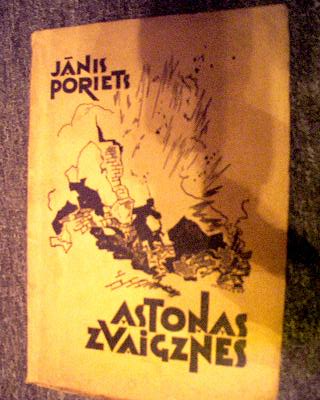 JĀNIS
PORIETS
ASTOŅAS
ZVAIGZNES